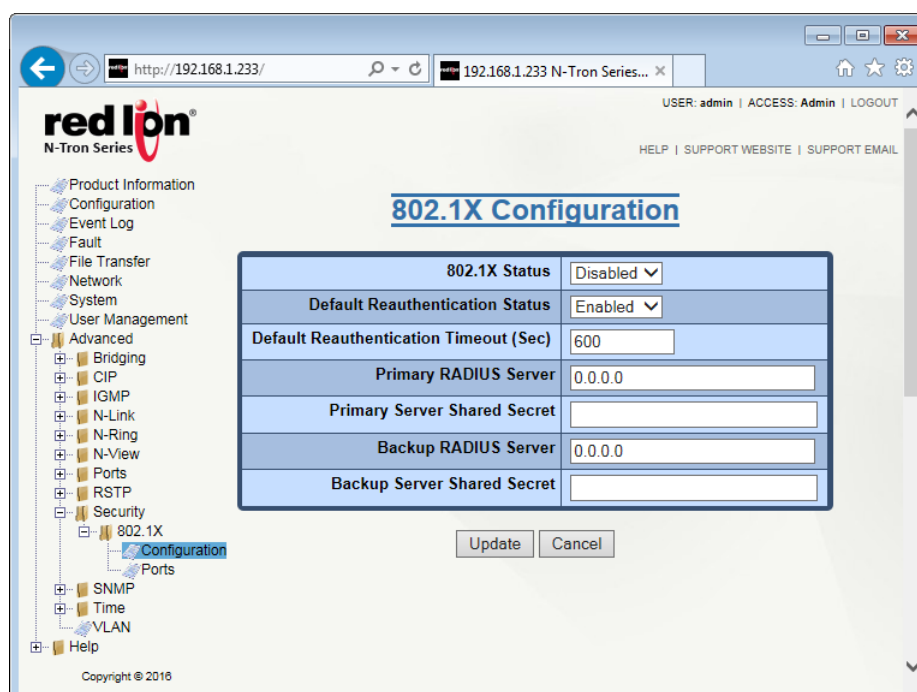 http://192.168.1.233/
192.168.1.233 N-Tron Series...
USER: admin | ACCESS: Admin | LOGOUT
red lion®
N-Tron Series
HELP | SUPPORT WEBSITE | SUPPORT EMAIL
Product Information
Configuration
Event Log
Fault
File Transfer
Network
System
User Management
Advanced
Bridging
CIP
IGMP
N-Link
N-Ring
N-View
Ports
RSTP
Security
802.1X
Configuration
Ports
SNMP
Time
VLAN
Help
Copyright © 2016
802.1X Configuration
802.1X Status Disabled
Default Reauthentication Status Enabled
Default Reauthentication Timeout (Sec) 600
Primary RADIUS Server 0.0.0.0
Primary Server Shared Secret
Backup RADIUS Server 0.0.0.0
Backup Server Shared Secret
Update Cancel